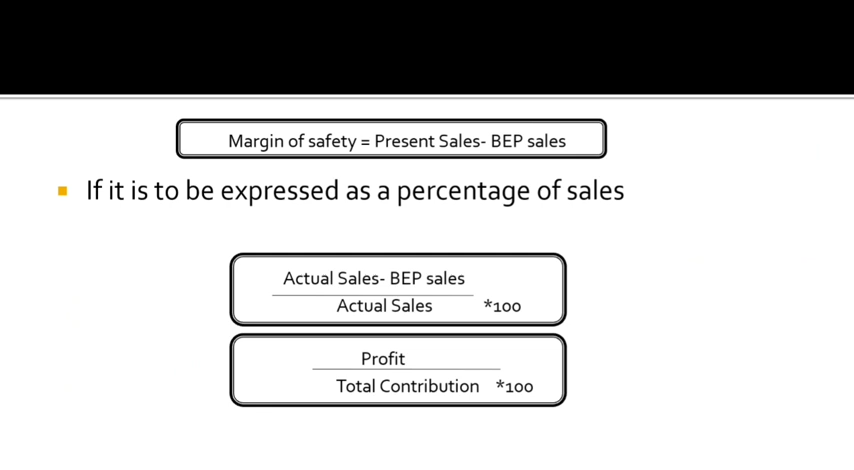 Margin of safety = Present Sales- BEP sales
If it is to be expressed as a percentage of sales
Actual Sales- BEP sales
Actual Sales *100
Profit
Total Contribution *100